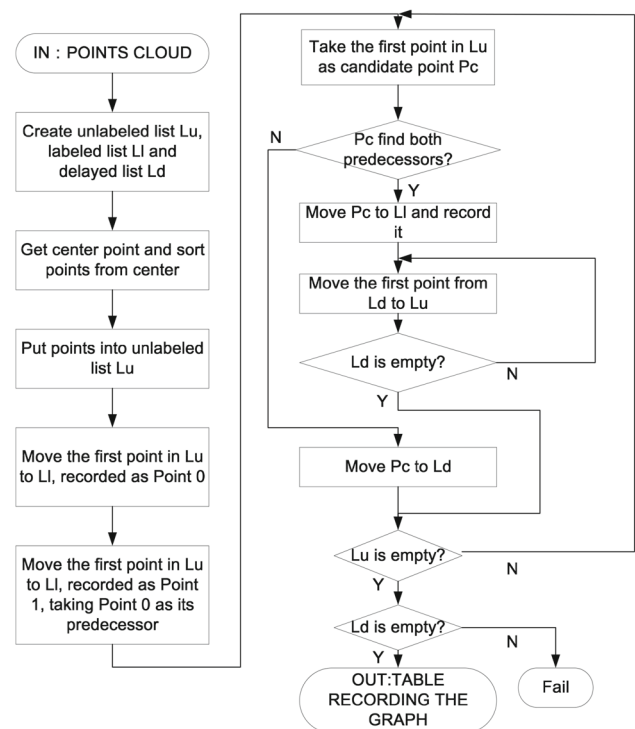 IN : POINTS CLOUD
Create unlabeled list Lu,
labeled list Ll and
delayed list Ld
Get center point and sort
points from center
Put points into unlabeled
list Lu
Move the first point in Lu
to Ll, recorded as Point 0
Move the first point in Lu
to Ll, recorded as Point
1, taking Point 0 as its
predecessor
Take the first point in Lu
as candidate point Pc
N
Pc find both
predecessors?
Y
Move Pc to Ll and record
it
Move the first point from
Ld to Lu
Ld is empty?
N
Y
Move Pc to Ld
Lu is empty?
N
Y
Ld is empty?
N
Y
OUT:TABLE
RECORDING THE
GRAPH
Fail